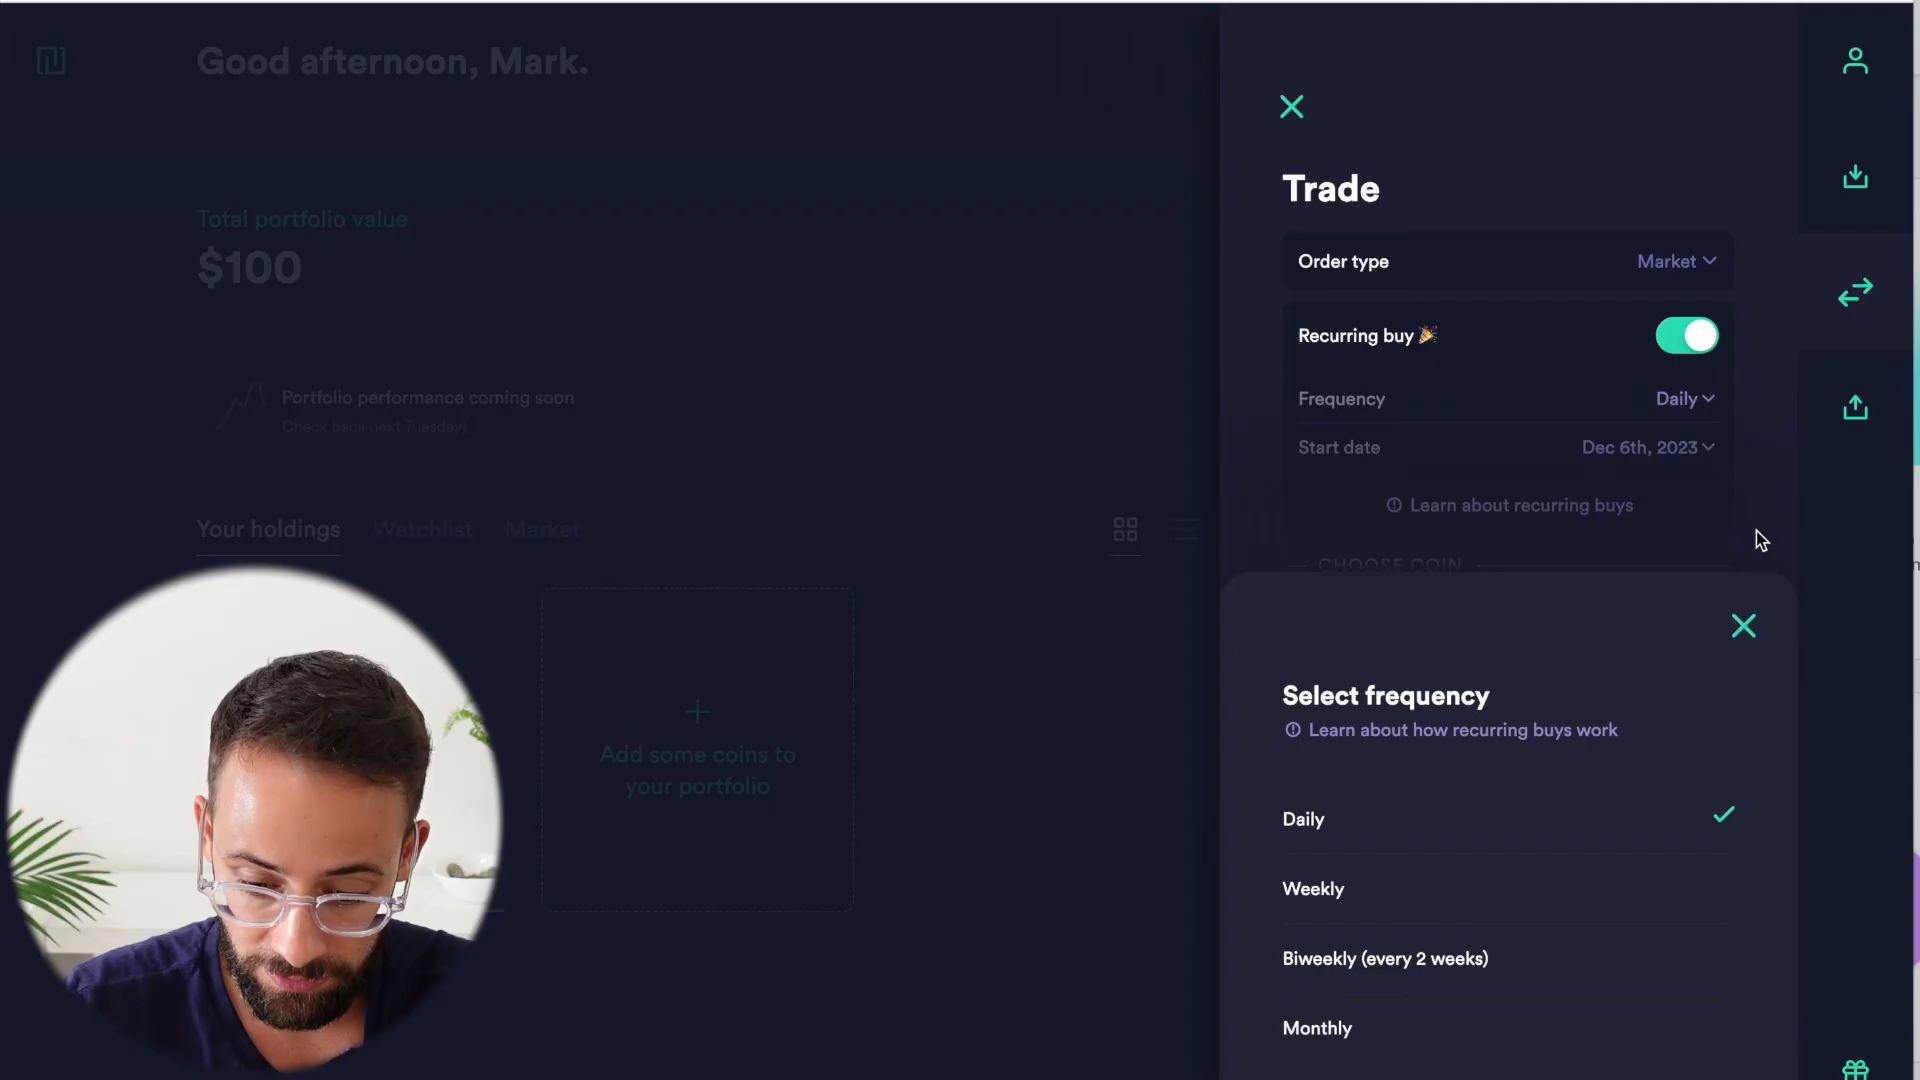 Good afternoon, Mark.
Total portfolio value
$100
Portfolio performance coming soon
Check back next Tuesday!
Your holdings
Watchlist
Market
Add some coins to
your portfolio
Trade
Order type
Market
Recurring buy 🎉
Frequency
Daily
Start date
Dec 6th, 2023
Learn about recurring buys
CHOOSE COIN
Select frequency
Learn about how recurring buys work
Daily
Weekly
Biweekly (every 2 weeks)
Monthly